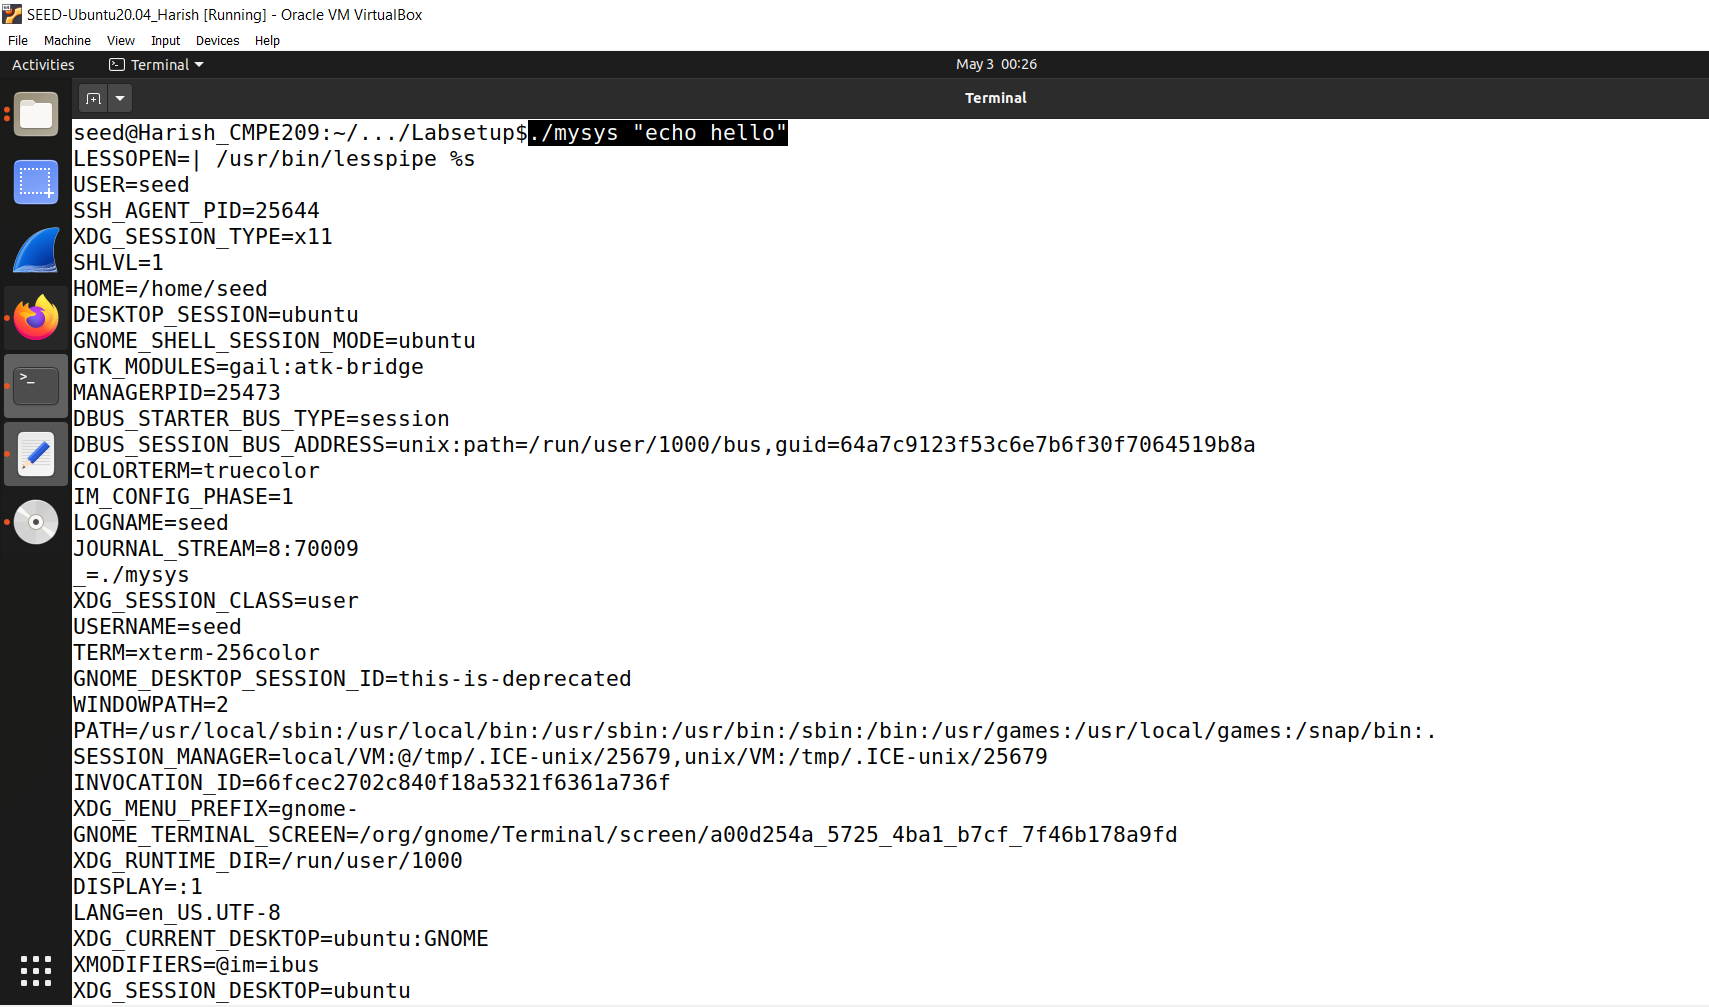 SEED-Ubuntu20.04_Harish [Running] - Oracle VM VirtualBox
File Machine View Input Devices Help
Activities Terminal May 3 00:26
Terminal
seed@Harish_CMPE209:~/.../Labsetup$./mysys "echo hello"
LESSOPEN=| /usr/bin/lesspipe %s
USER=seed
SSH_AGENT_PID=25644
XDG_SESSION_TYPE=x11
SHLVL=1
HOME=/home/seed
DESKTOP_SESSION=ubuntu
GNOME_SHELL_SESSION_MODE=ubuntu
GTK_MODULES=gail:atk-bridge
MANAGERPID=25473
DBUS_STARTER_BUS_TYPE=session
DBUS_SESSION_BUS_ADDRESS=unix:path=/run/user/1000/bus,guid=64a7c9123f53c6e7b6f30f7064519b8a
COLORTERM=truecolor
IM_CONFIG_PHASE=1
LOGNAME=seed
JOURNAL_STREAM=8:70009
_=./mysys
XDG_SESSION_CLASS=user
USERNAME=seed
TERM=xterm-256color
GNOME_DESKTOP_SESSION_ID=this-is-deprecated
WINDOWPATH=2
PATH=/usr/local/sbin:/usr/local/bin:/usr/sbin:/usr/bin:/sbin:/bin:/usr/games:/usr/local/games:/snap/bin:.
SESSION_MANAGER=local/VM:@/tmp/.ICE-unix/25679,unix/VM:/tmp/.ICE-unix/25679
INVOCATION_ID=66fcec2702c840f18a5321f6361a736f
XDG_MENU_PREFIX=gnome-
GNOME_TERMINAL_SCREEN=/org/gnome/Terminal/screen/a00d254a_5725_4ba1_b7cf_7f46b178a9fd
XDG_RUNTIME_DIR=/run/user/1000
DISPLAY=:1
LANG=en_US.UTF-8
XDG_CURRENT_DESKTOP=ubuntu:GNOME
XMODIFIERS=@im=ibus
XDG_SESSION_DESKTOP=ubuntu